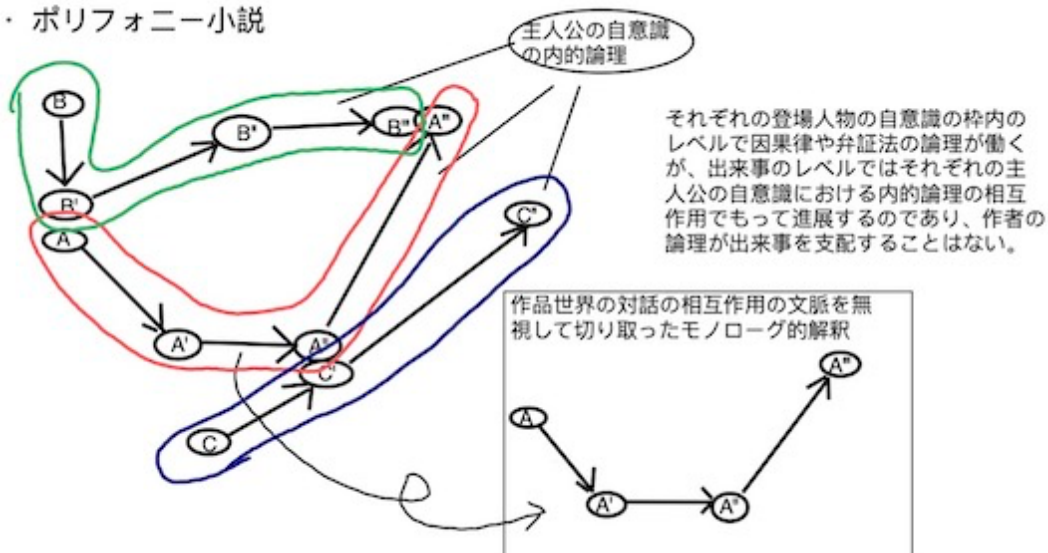 ・ ポリフォニー小説
主人公の自意識
の内的論理
B
B'
B"
B'''
A'''
A
A'
A"
C'
C
C"
それぞれの登場人物の自意識の枠内の
レベルで因果律や弁証法の論理が働く
が、出来事のレベルではそれぞれの主
人公の自意識における内的論理の相互
作用でもって進展するのであり、作者の
論理が出来事を支配することはない。
作品世界の対話の相互作用の文脈を無
視して切り取ったモノローグ的解釈
A
A'
A"
A'''